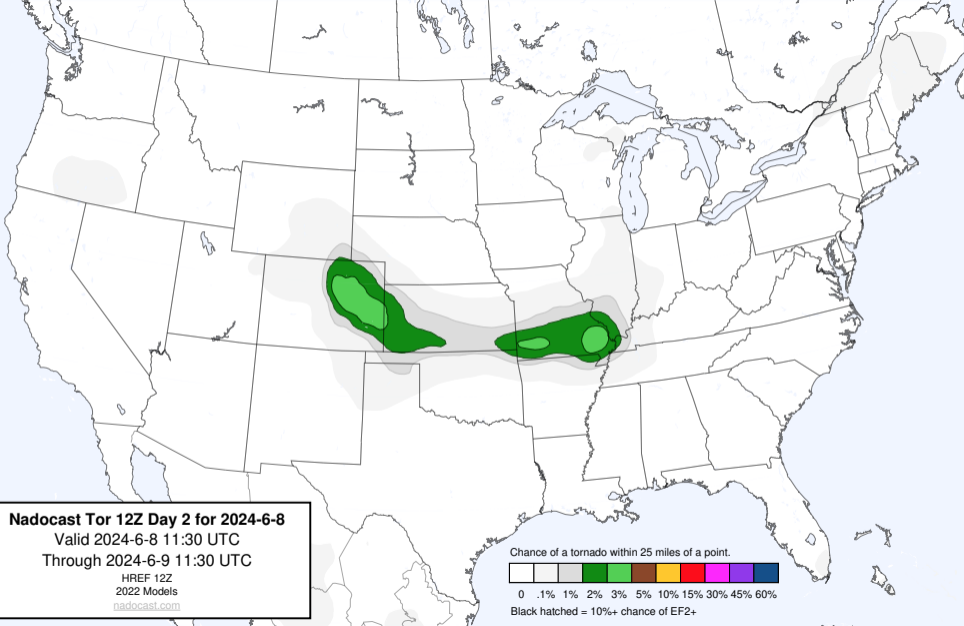 Nadocast Tor 12Z Day 2 for 2024-6-8
Valid 2024-6-8 11:30 UTC
Through 2024-6-9 11:30 UTC
HREF 12Z
2022 Models
nadocast.com
Chance of a tornado within 25 miles of a point.
0 .1% 1% 2% 3% 5% 10% 15% 30% 45% 60%
Black hatched = 10%+ chance of EF2+